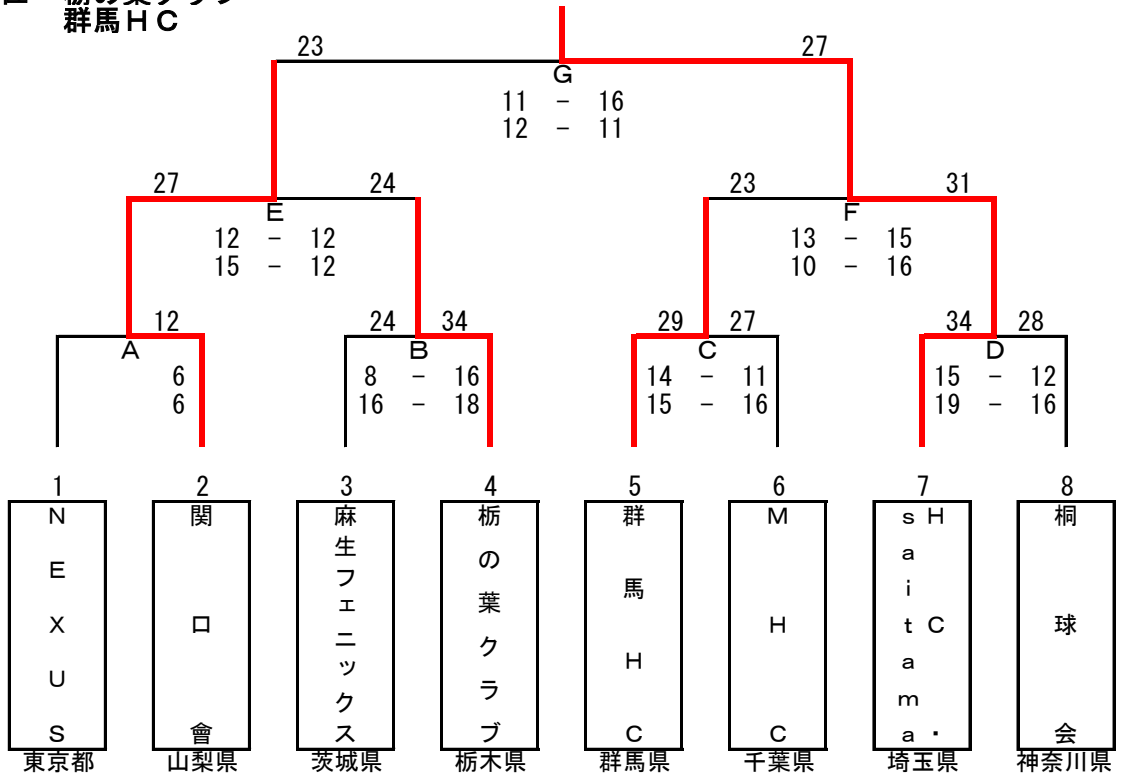 群馬ＨＣ
23 27
G
11 － 16
12 － 11
27 24 23 31
E F
12 － 12 13 － 15
15 － 12 10 － 16
12 24 34 29 27 34 28
A B C D
6 8 － 16 14 － 11 15 － 12
6 16 － 18 15 － 16 19 － 16
1 2 3 4 5 6 7 8
ＮＥＸＵＳ
関口會
麻生フェニックス
栃の葉クラブ
群馬ＨＣ
ＭＨＣ
ＨＣ・
ｓａｉｔａｍａ
桐球会
東京都 山梨県 茨城県 栃木県 群馬県 千葉県 埼玉県 神奈川県